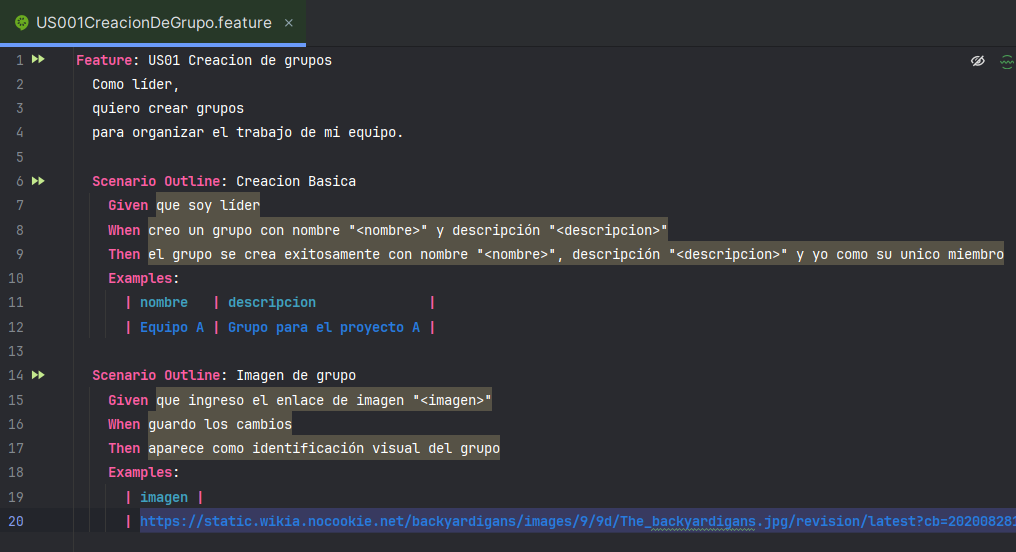 US001CreacionDeGrupo.feature ×
1 Feature: US01 Creacion de grupos
2 Como líder,
3 quiero crear grupos
4 para organizar el trabajo de mi equipo.
5
6 Scenario Outline: Creacion Basica
7 Given que soy líder
8 When creo un grupo con nombre "<nombre>" y descripción "<descripcion>"
9 Then el grupo se crea exitosamente con nombre "<nombre>", descripción "<descripcion>" y yo como su unico miembro
10 Examples:
11 | nombre | descripcion |
12 | Equipo A | Grupo para el proyecto A |
13
14 Scenario Outline: Imagen de grupo
15 Given que ingreso el enlace de imagen "<imagen>"
16 When guardo los cambios
17 Then aparece como identificación visual del grupo
18 Examples:
19 | imagen |
20 | https://static.wikia.nocookie.net/backyardigans/images/9/9d/The_backyardigans.jpg/revision/latest?cb=202008281